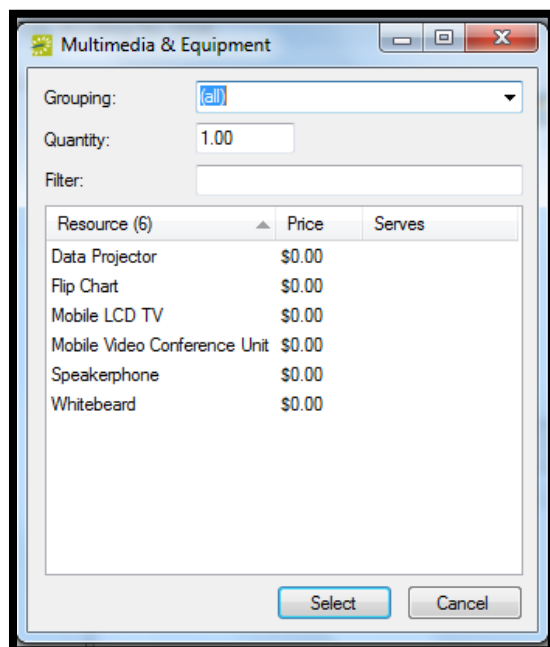 Multimedia & Equipment
Grouping: (all)
Quantity: 1.00
Filter:
Resource (6) Price Serves
Data Projector $0.00
Flip Chart $0.00
Mobile LCD TV $0.00
Mobile Video Conference Unit $0.00
Speakerphone $0.00
Whitebeard $0.00
Select Cancel